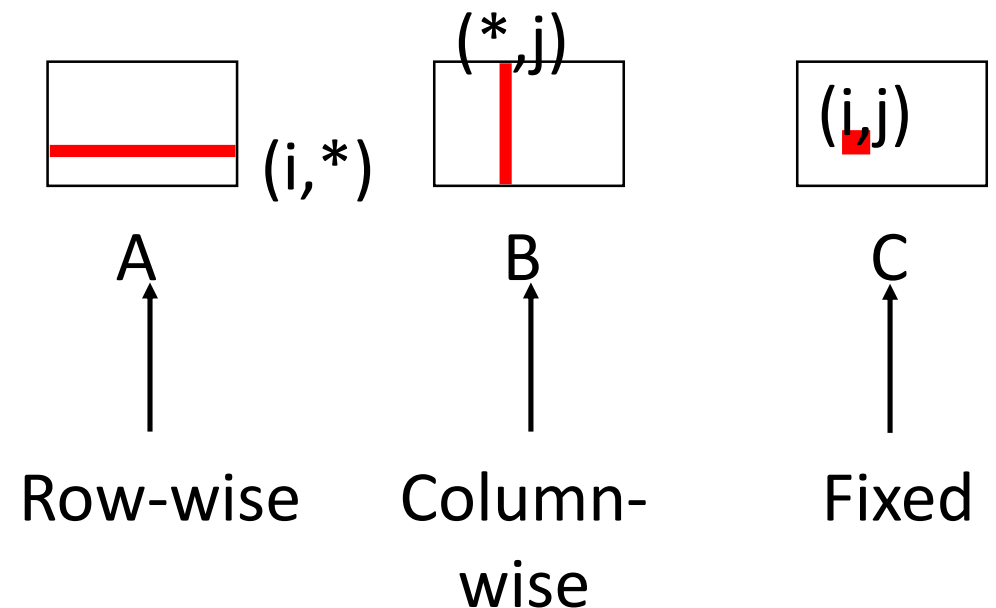 (*,j)
(i,j)
(i,*)
A
B
C
Row-wise
Column-
wise
Fixed